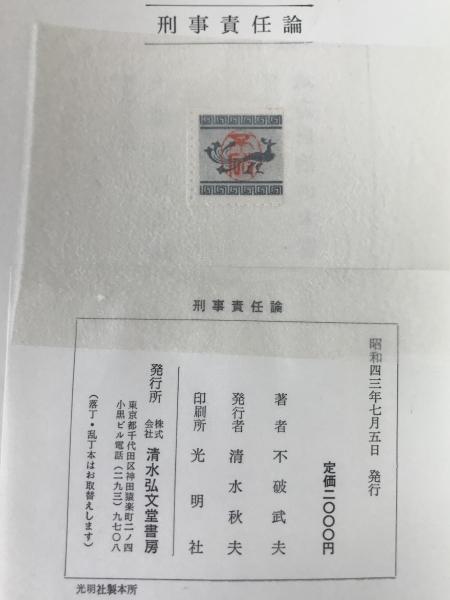 刑事責任論
刑事責任論
昭和四三年七月五日　発行
定価二〇〇〇円
著者　不破武夫
発行者　清水秋夫
印刷所　光明社
発行所　株式会社　清水弘文堂書房
東京都千代田区神田猿楽町二ノ四
小黒ビル電話（二九三）九七〇八
（落丁・乱丁本はお取替えします）
光明社製本所